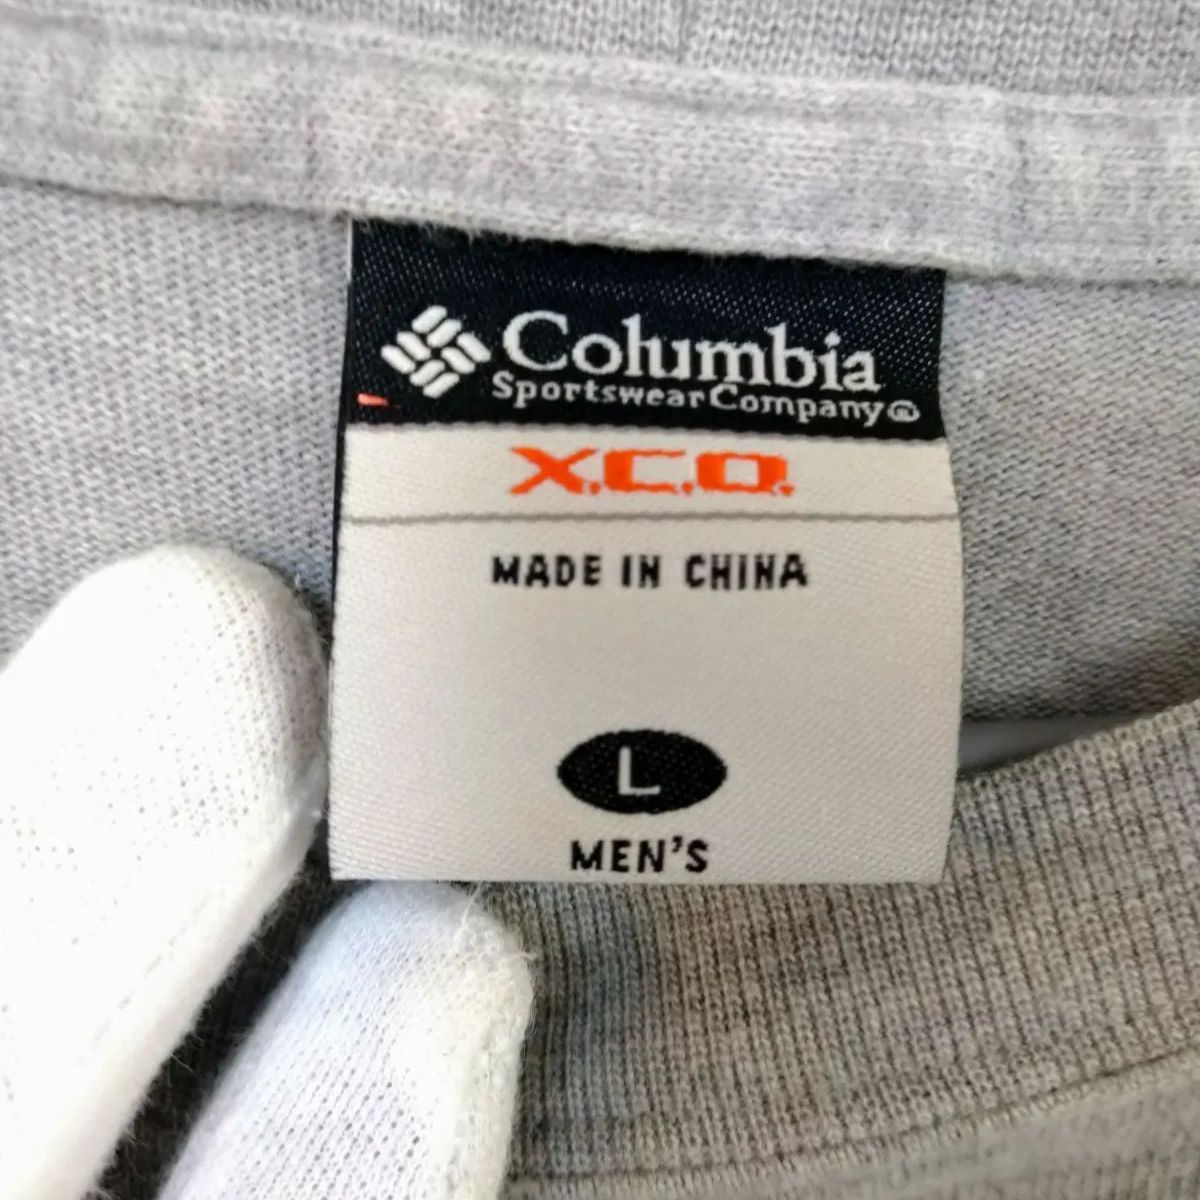 Columbia
Sportswear Company®
X.C.O.
MADE IN CHINA
L
MEN'S